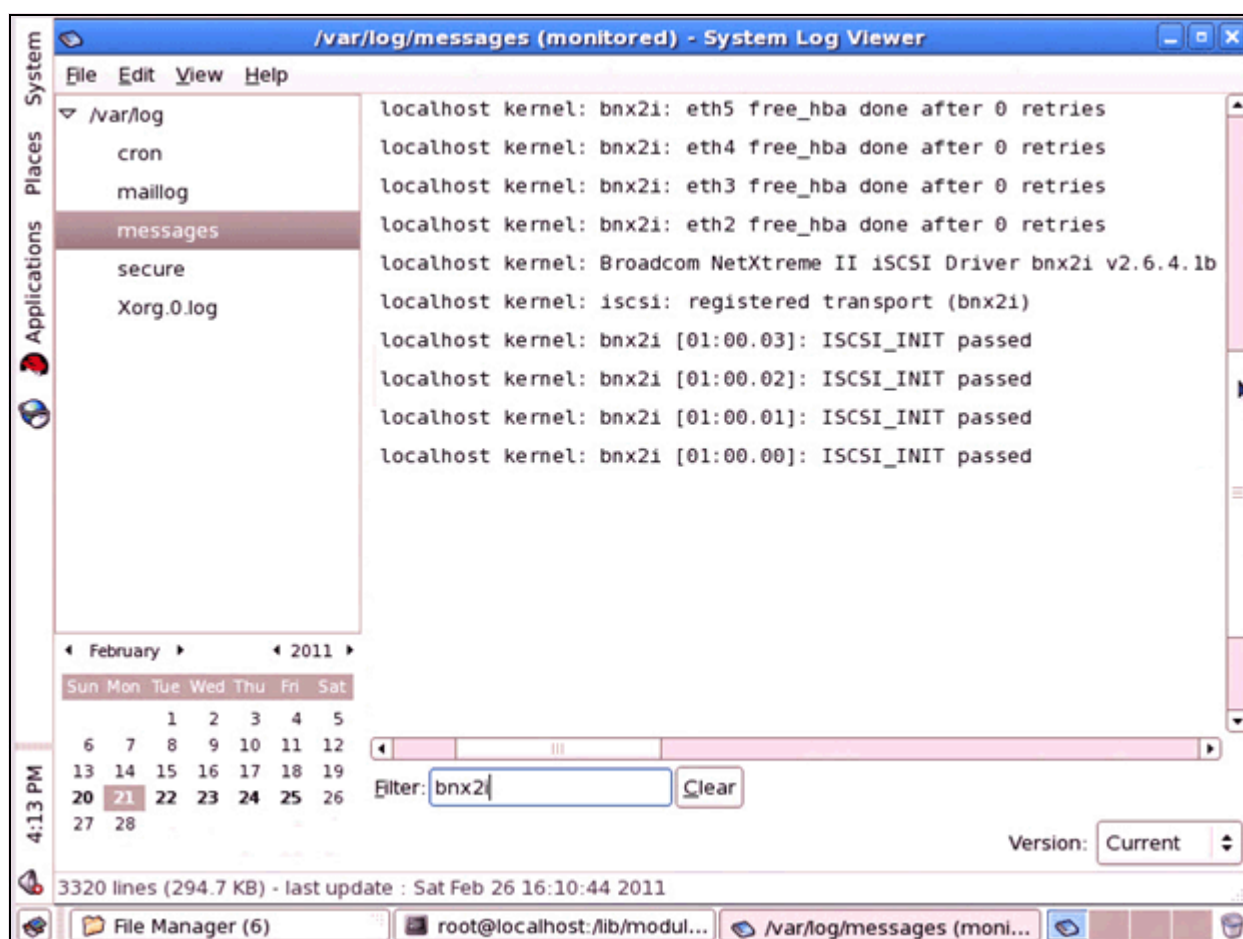 System
Places
Applications
4:13 PM
/var/log/messages (monitored) - System Log Viewer
File Edit View Help
/var/log
cron
maillog
messages
secure
Xorg.0.log
localhost kernel: bnx2i: eth5 free_hba done after 0 retries
localhost kernel: bnx2i: eth4 free_hba done after 0 retries
localhost kernel: bnx2i: eth3 free_hba done after 0 retries
localhost kernel: bnx2i: eth2 free_hba done after 0 retries
localhost kernel: Broadcom NetXtreme II iSCSI Driver bnx2i v2.6.4.1b
localhost kernel: iscsi: registered transport (bnx2i)
localhost kernel: bnx2i [01:00.03]: ISCSI_INIT passed
localhost kernel: bnx2i [01:00.02]: ISCSI_INIT passed
localhost kernel: bnx2i [01:00.01]: ISCSI_INIT passed
localhost kernel: bnx2i [01:00.00]: ISCSI_INIT passed
February 2011
Sun Mon Tue Wed Thu Fri Sat
1 2 3 4 5
6 7 8 9 10 11 12
13 14 15 16 17 18 19
20 21 22 23 24 25 26
27 28
Filter: bnx2i Clear
Version: Current
3320 lines (294.7 KB) - last update : Sat Feb 26 16:10:44 2011
File Manager (6) root@localhost:/lib/modul... /var/log/messages (moni...